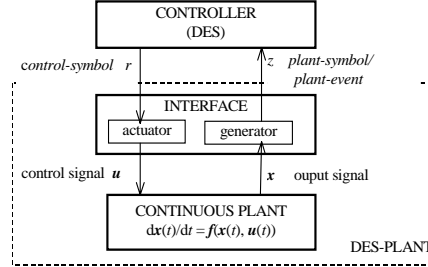 CONTROLLER
(DES)
control-symbol r
z plant-symbol/
plant-event
INTERFACE
actuator generator
control signal u
x ouput signal
CONTINUOUS PLANT
dx(t)/dt = f(x(t), u(t))
DES-PLANT